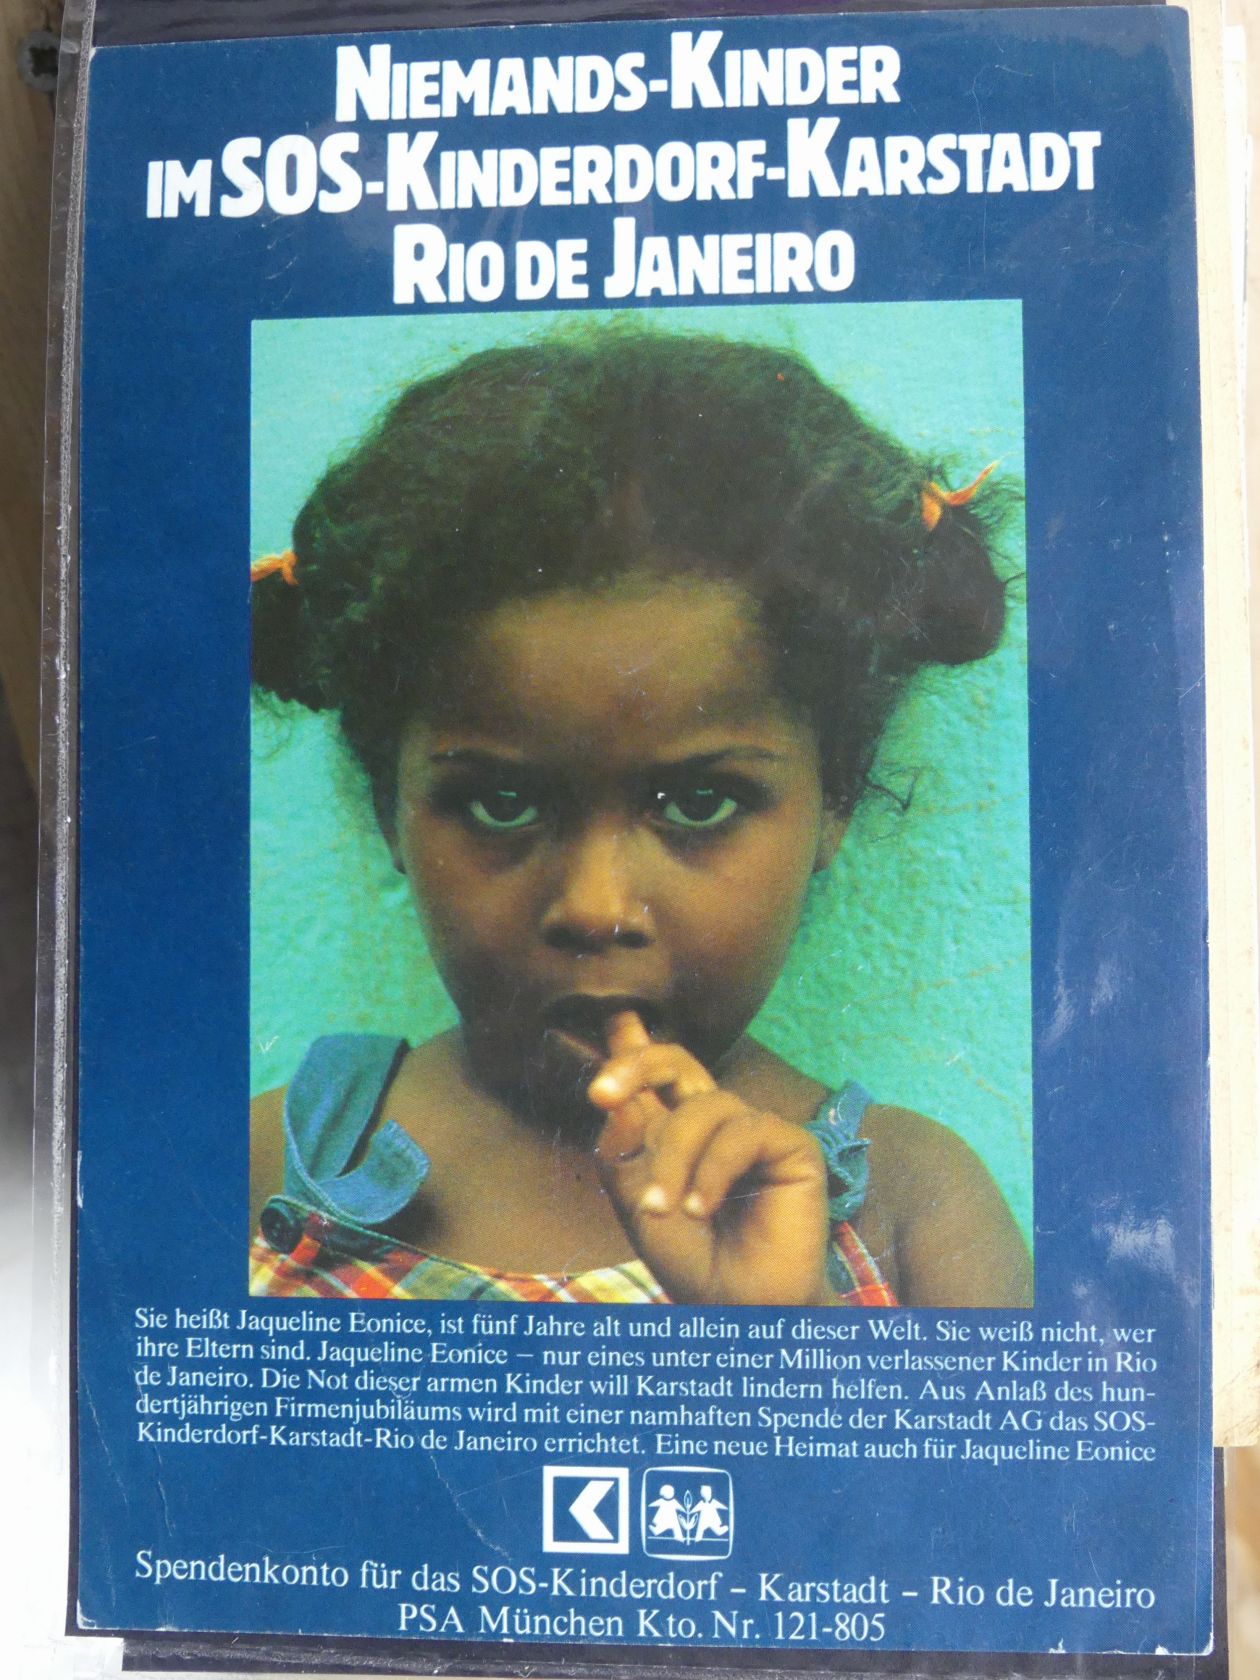 NIEMANDS-KINDER
IM SOS-KINDERDORF-KARSTADT
RIO DE JANEIRO
Sie heißt Jaqueline Eonice, ist fünf Jahre alt und allein auf dieser Welt. Sie weiß nicht, wer
ihre Eltern sind. Jaqueline Eonice – nur eines unter einer Million verlassener Kinder in Rio
de Janeiro. Die Not dieser armen Kinder will Karstadt lindern helfen. Aus Anlaß des hun-
dertjährigen Firmenjubiläums wird mit einer namhaften Spende der Karstadt AG das SOS-
Kinderdorf-Karstadt-Rio de Janeiro errichtet. Eine neue Heimat auch für Jaqueline Eonice
Spendenkonto für das SOS-Kinderdorf – Karstadt – Rio de Janeiro
PSA München Kto. Nr. 121-805